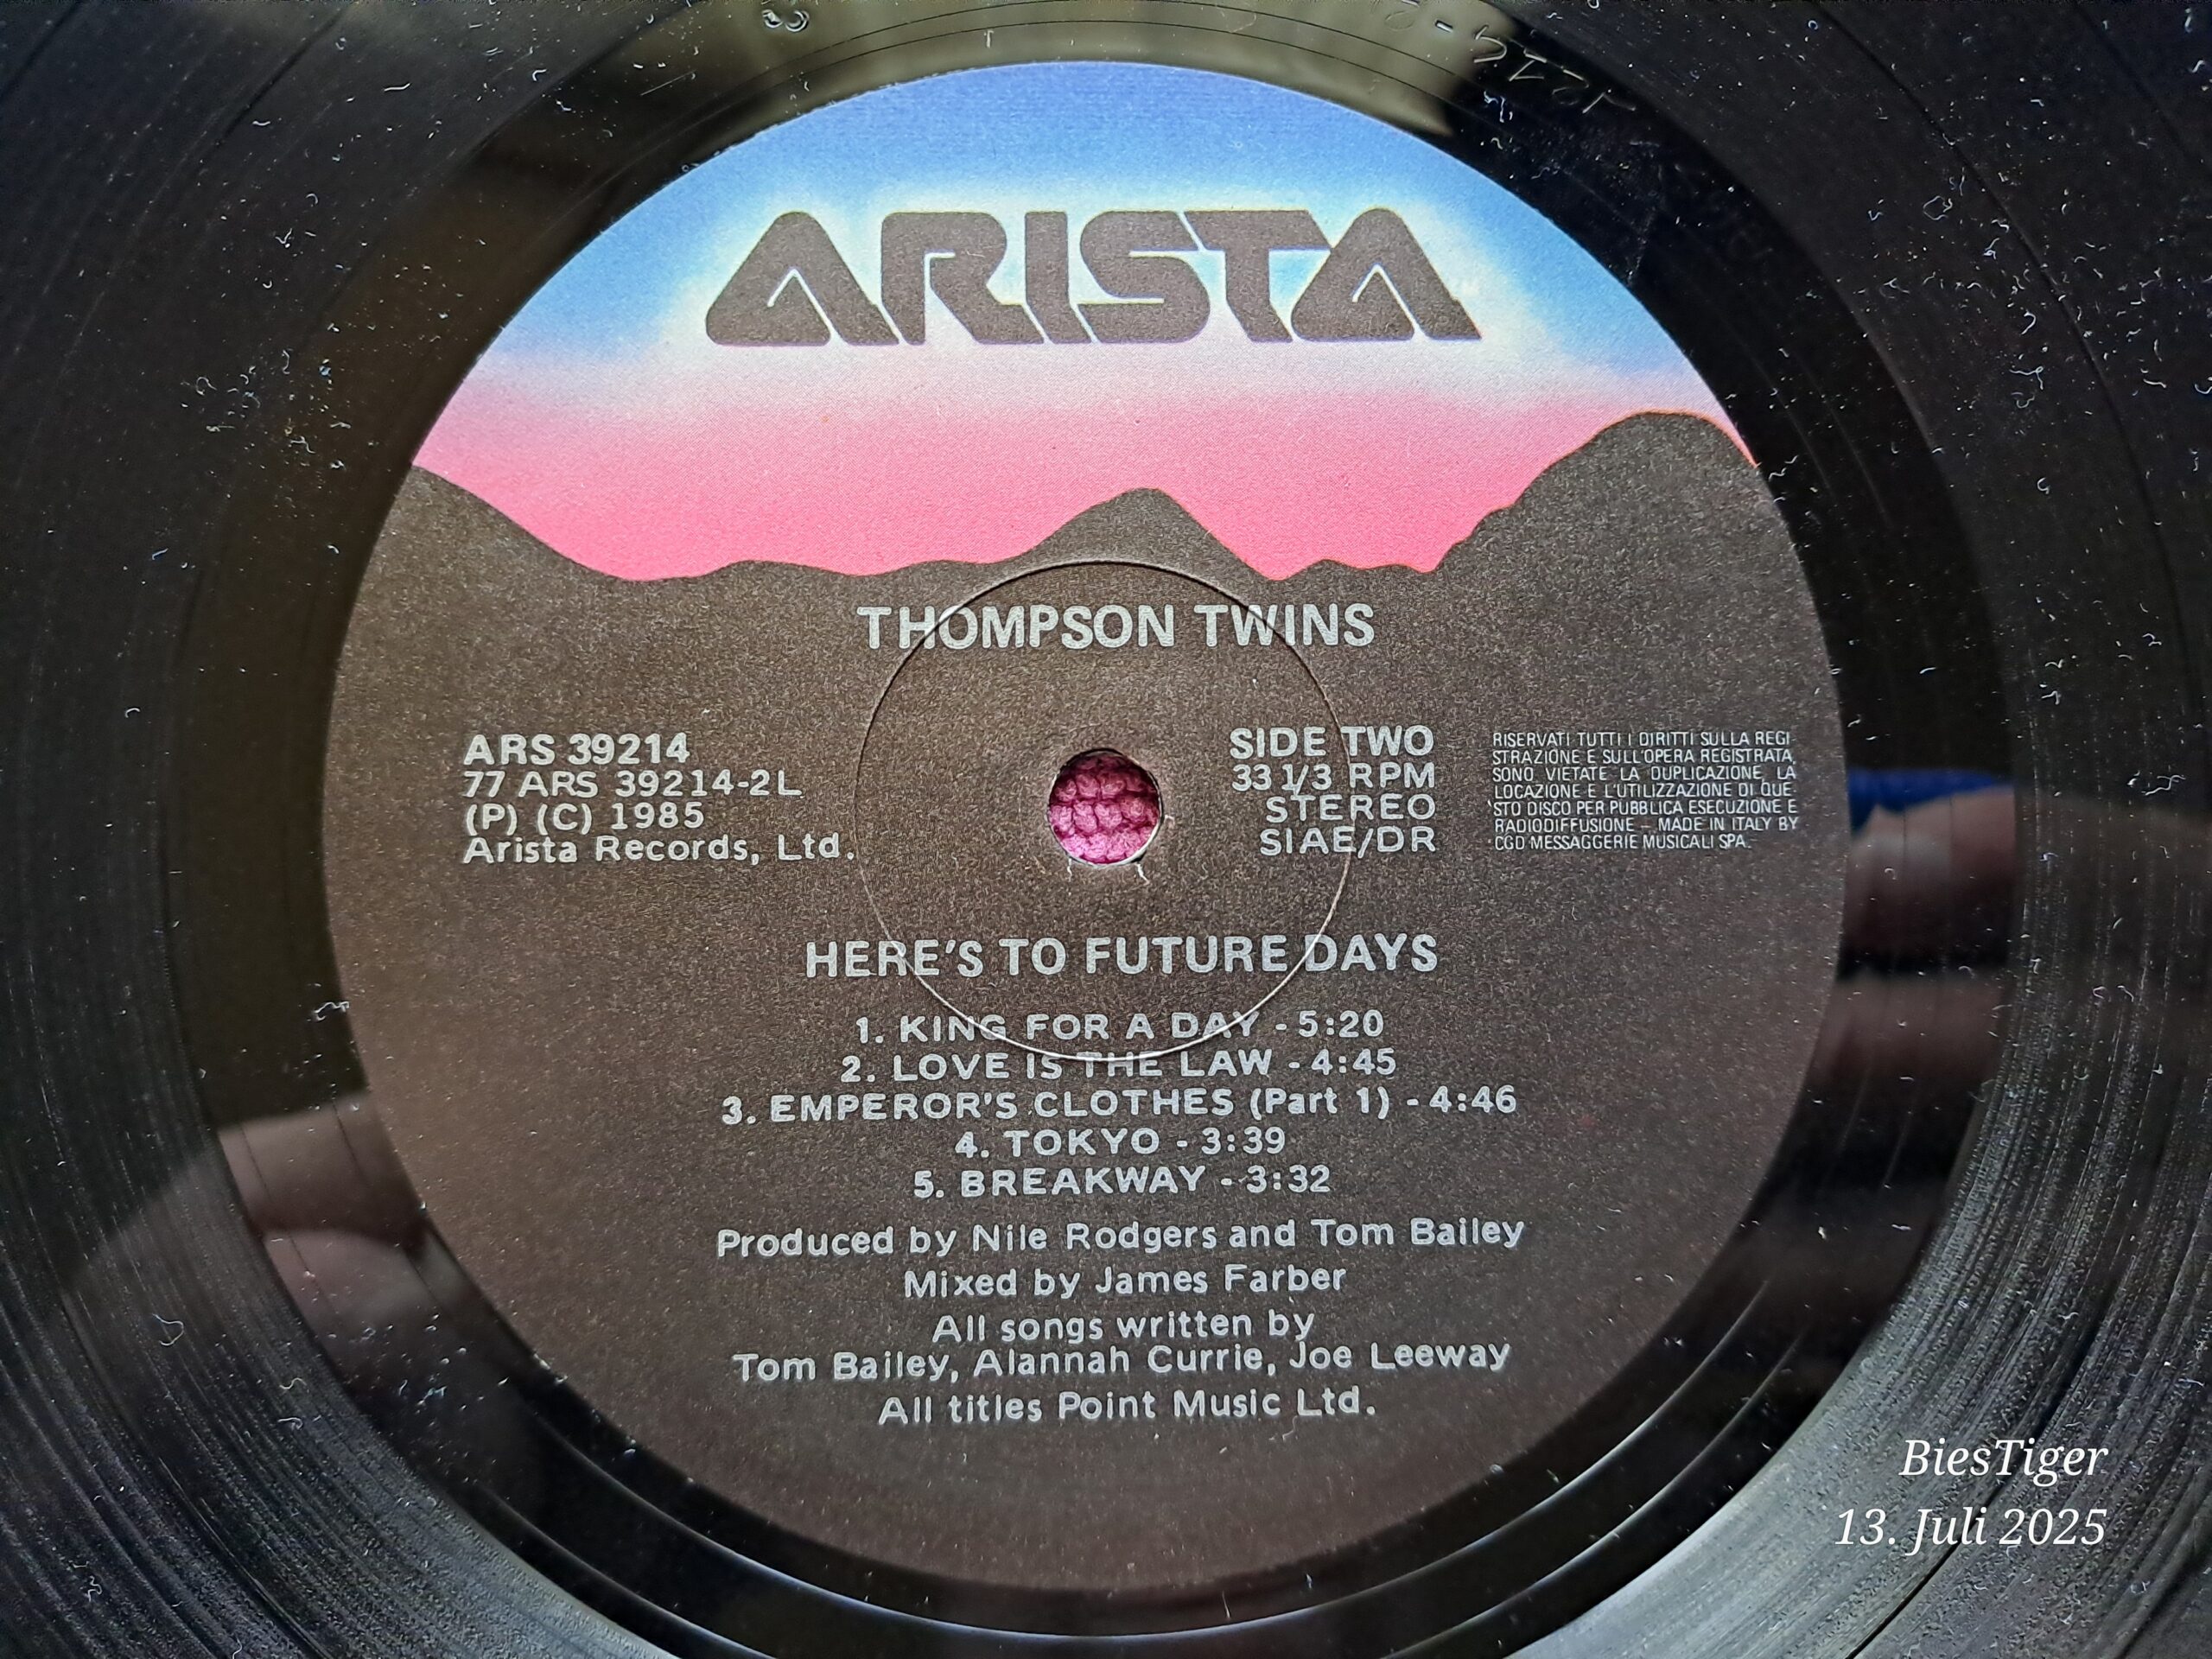 ARISTA
THOMPSON TWINS
ARS 39214
77 ARS 39214-2L
(P) (C) 1985
Arista Records, Ltd.
SIDE TWO
33 1/3 RPM
STEREO
SIAE/DR
RISERVATI TUTTI I DIRITTI SULLA REGI-
STRAZIONE E SULL'OPERA REGISTRATA,
SONO VIETATE LA DUPLICAZIONE, LA
LOCAZIONE E L'UTILIZZAZIONE DI QUE-
STO DISCO PER PUBBLICA ESECUZIONE E
RADIODIFFUSIONE – MADE IN ITALY BY
CGD MESSAGGERIE MUSICALI SPA.
HERE'S TO FUTURE DAYS
1. KING FOR A DAY - 5:20
2. LOVE IS THE LAW - 4:45
3. EMPEROR'S CLOTHES (Part 1) - 4:46
4. TOKYO - 3:39
5. BREAKWAY - 3:32
Produced by Nile Rodgers and Tom Bailey
Mixed by James Farber
All songs written by
Tom Bailey, Alannah Currie, Joe Leeway
All titles Point Music Ltd.
BiesTiger
13. Juli 2025